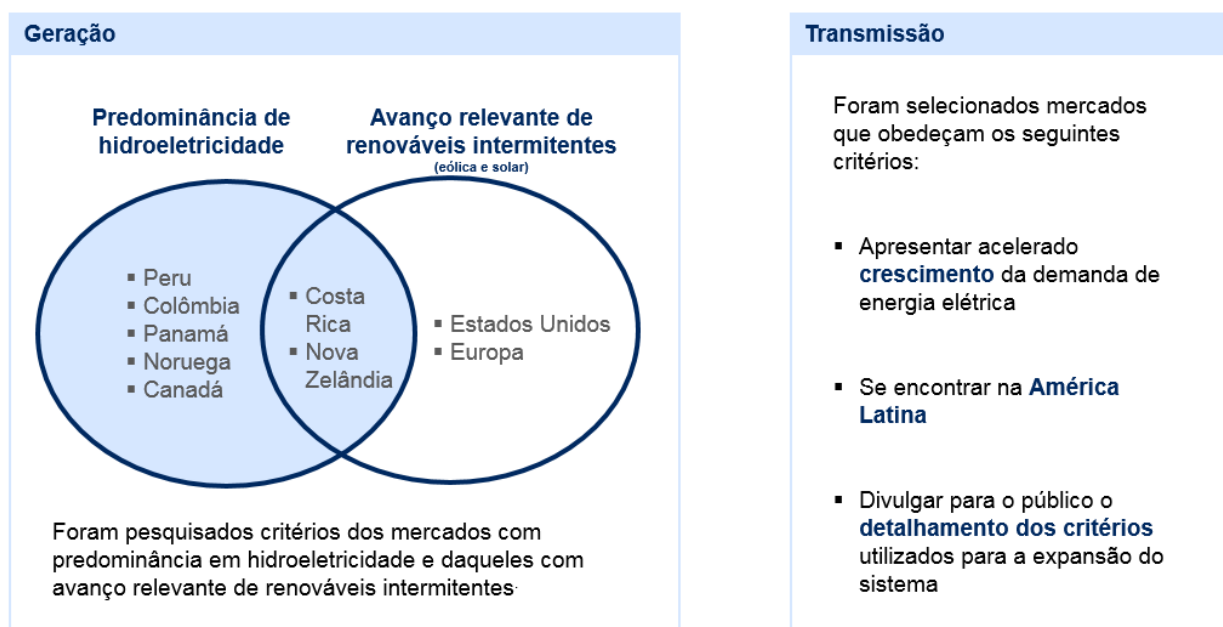 Geração
Predominância de
hidroeletricidade
Avanço relevante de
renováveis intermitentes
(eólica e solar)
▪ Peru
▪ Colômbia
▪ Panamá
▪ Noruega
▪ Canadá
▪ Costa
Rica
▪ Nova
Zelândia
▪ Estados Unidos
▪ Europa
Foram pesquisados critérios dos mercados com
predominância em hidroeletricidade e daqueles com
avanço relevante de renováveis intermitentes.
Transmissão
Foram selecionados mercados
que obedeçam os seguintes
critérios:
▪ Apresentar acelerado
crescimento da demanda de
energia elétrica
▪ Se encontrar na América
Latina
▪ Divulgar para o público o
detalhamento dos critérios
utilizados para a expansão do
sistema